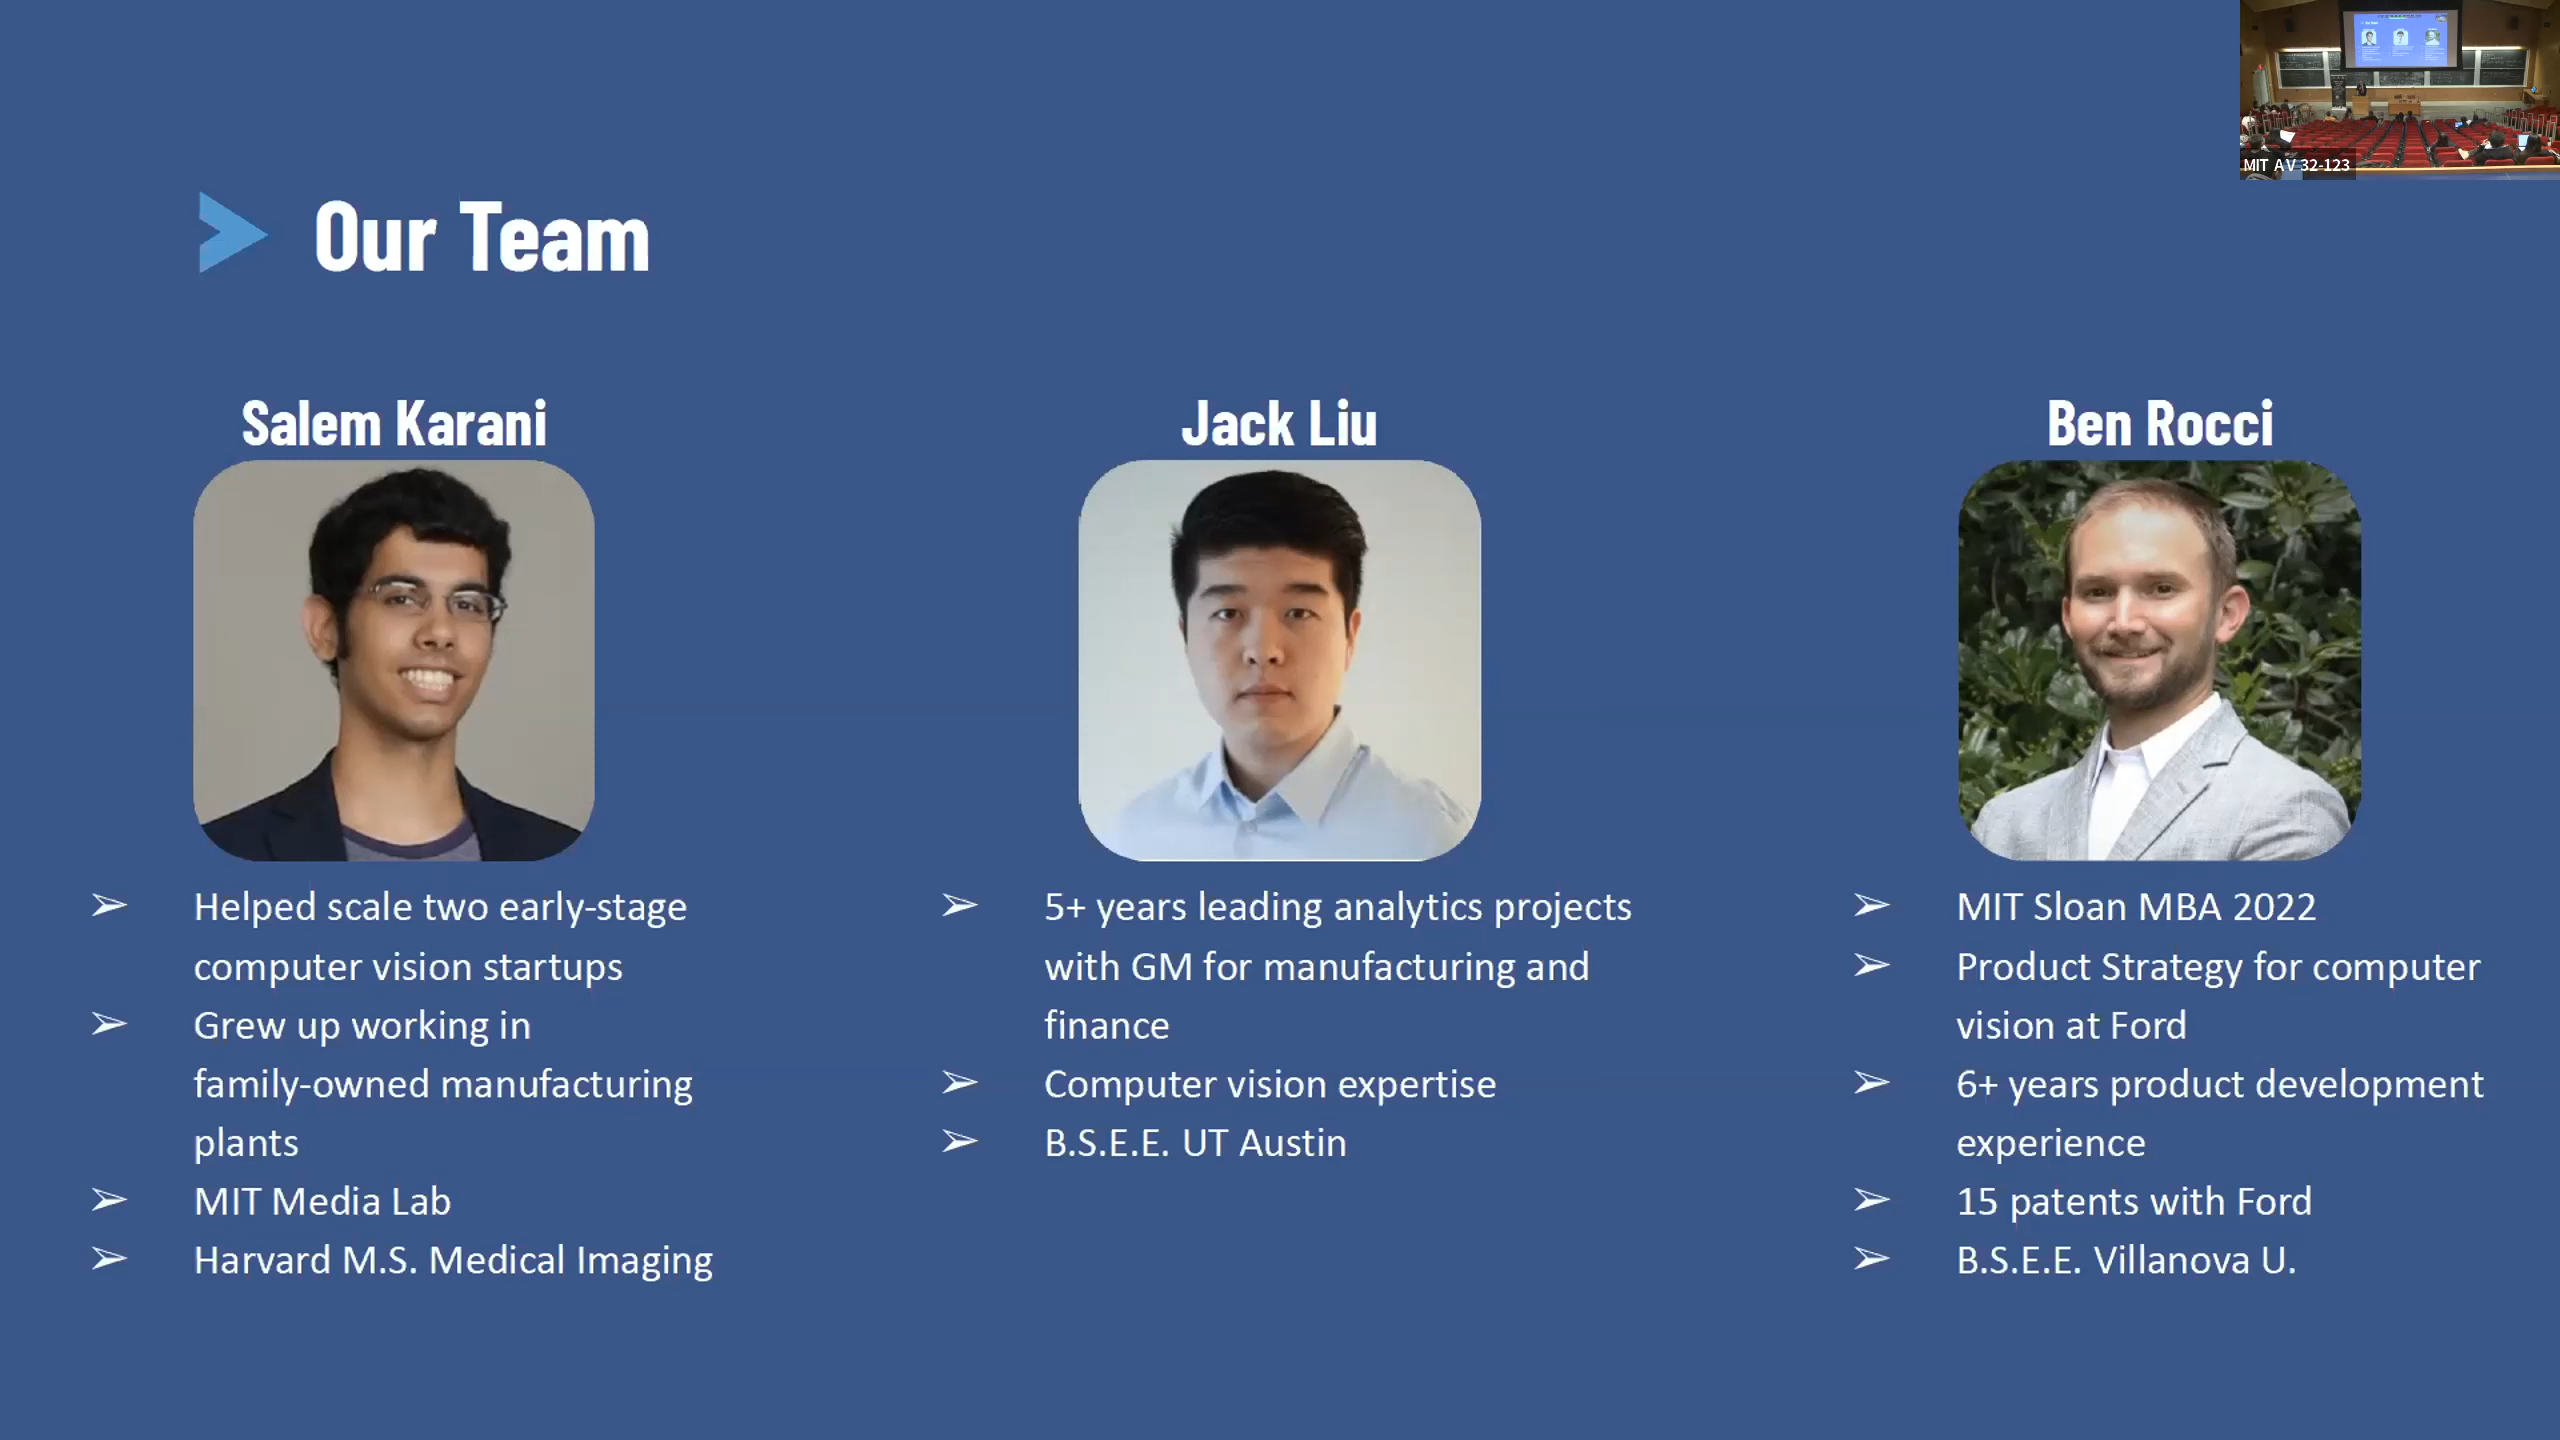 MIT AV 32-123
Our Team
Salem Karani
Helped scale two early-stage
computer vision startups
Grew up working in
family-owned manufacturing
plants
MIT Media Lab
Harvard M.S. Medical Imaging
Jack Liu
5+ years leading analytics projects
with GM for manufacturing and
finance
Computer vision expertise
B.S.E.E. UT Austin
Ben Rocci
MIT Sloan MBA 2022
Product Strategy for computer
vision at Ford
6+ years product development
experience
15 patents with Ford
B.S.E.E. Villanova U.